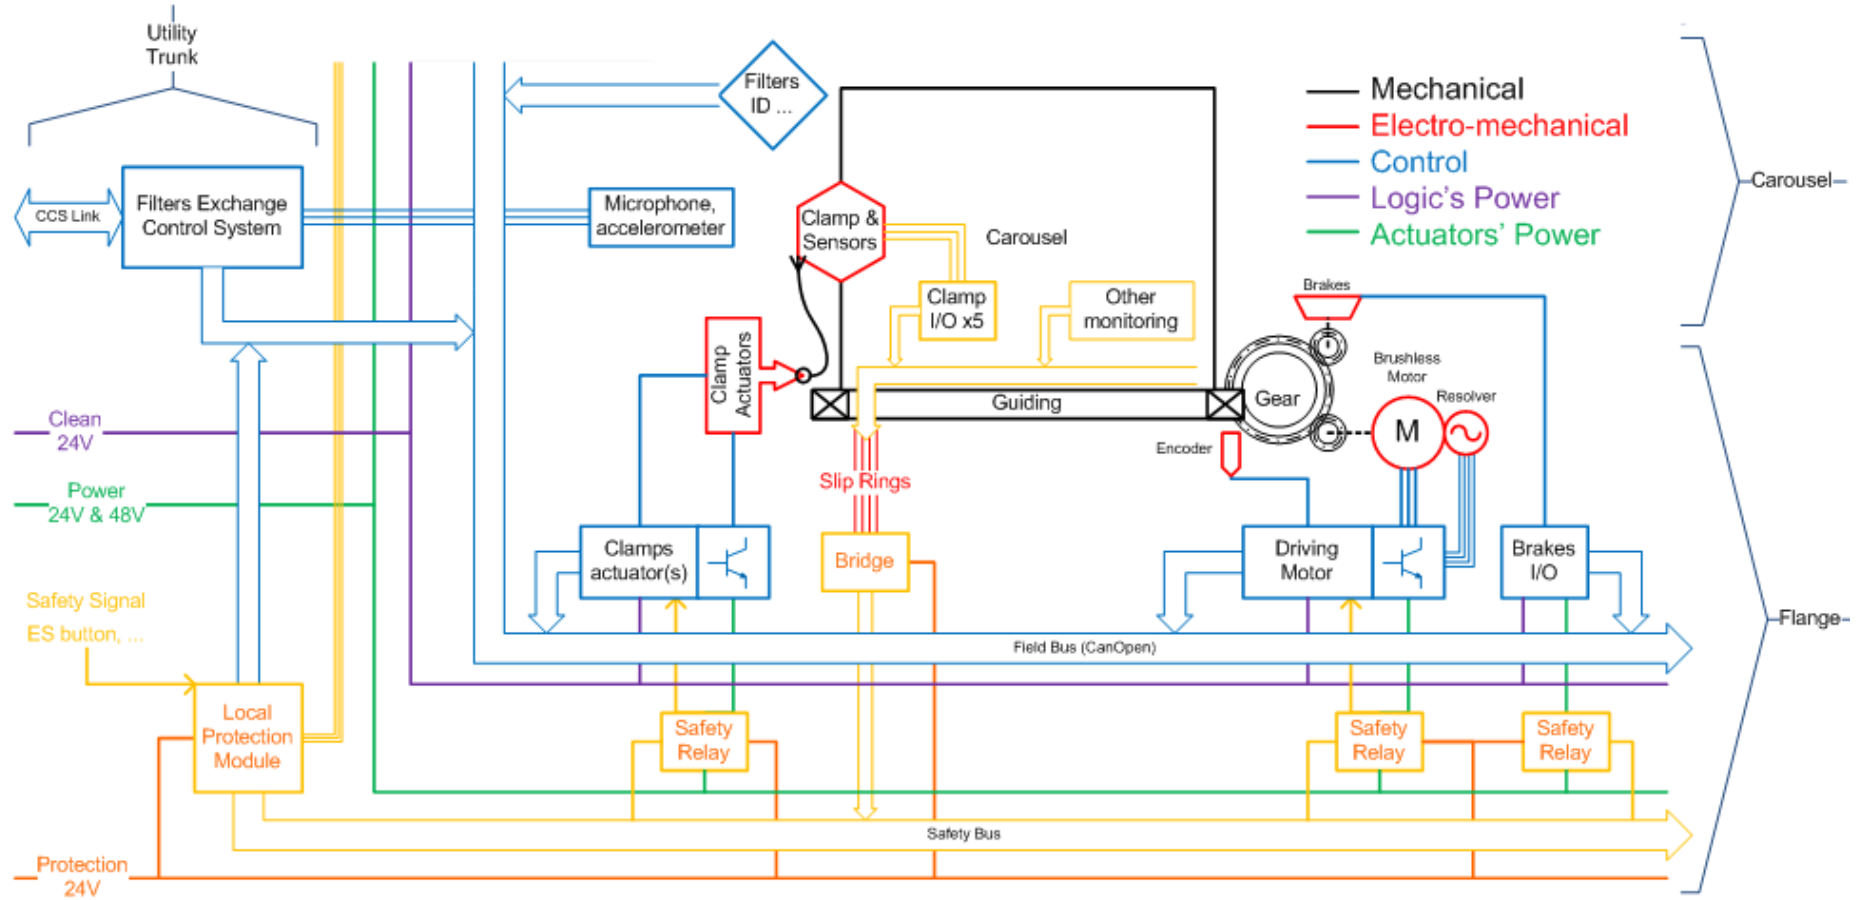 Utility
Trunk
Filters
ID ...
Mechanical
Electro-mechanical
Control
Logic's Power
Actuators' Power
Carousel
CCS Link
Filters Exchange
Control System
Microphone,
accelerometer
Clamp &
Sensors
Carousel
Clamp
I/O x5
Other
monitoring
Brakes
Clamp
Actuators
Guiding
Gear
Brushless
Motor
Resolver
M
Encoder
Clean
24V
Power
24V & 48V
Slip Rings
Clamps
actuator(s)
Bridge
Driving
Motor
Brakes
I/O
Safety Signal
ES button, ...
Field Bus (CanOpen)
Flange
Local
Protection
Module
Safety
Relay
Safety
Relay
Safety
Relay
Safety Bus
Protection
24V